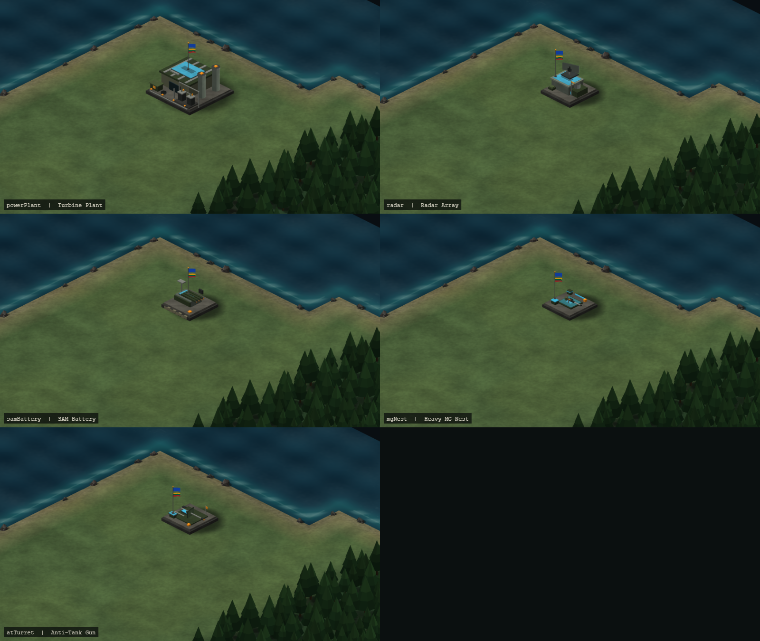 powerPlant | Turbine Plant
radar | Radar Array
samBattery | SAM Battery
mgNest | Heavy MG Nest
atTurret | Anti-Tank Gun